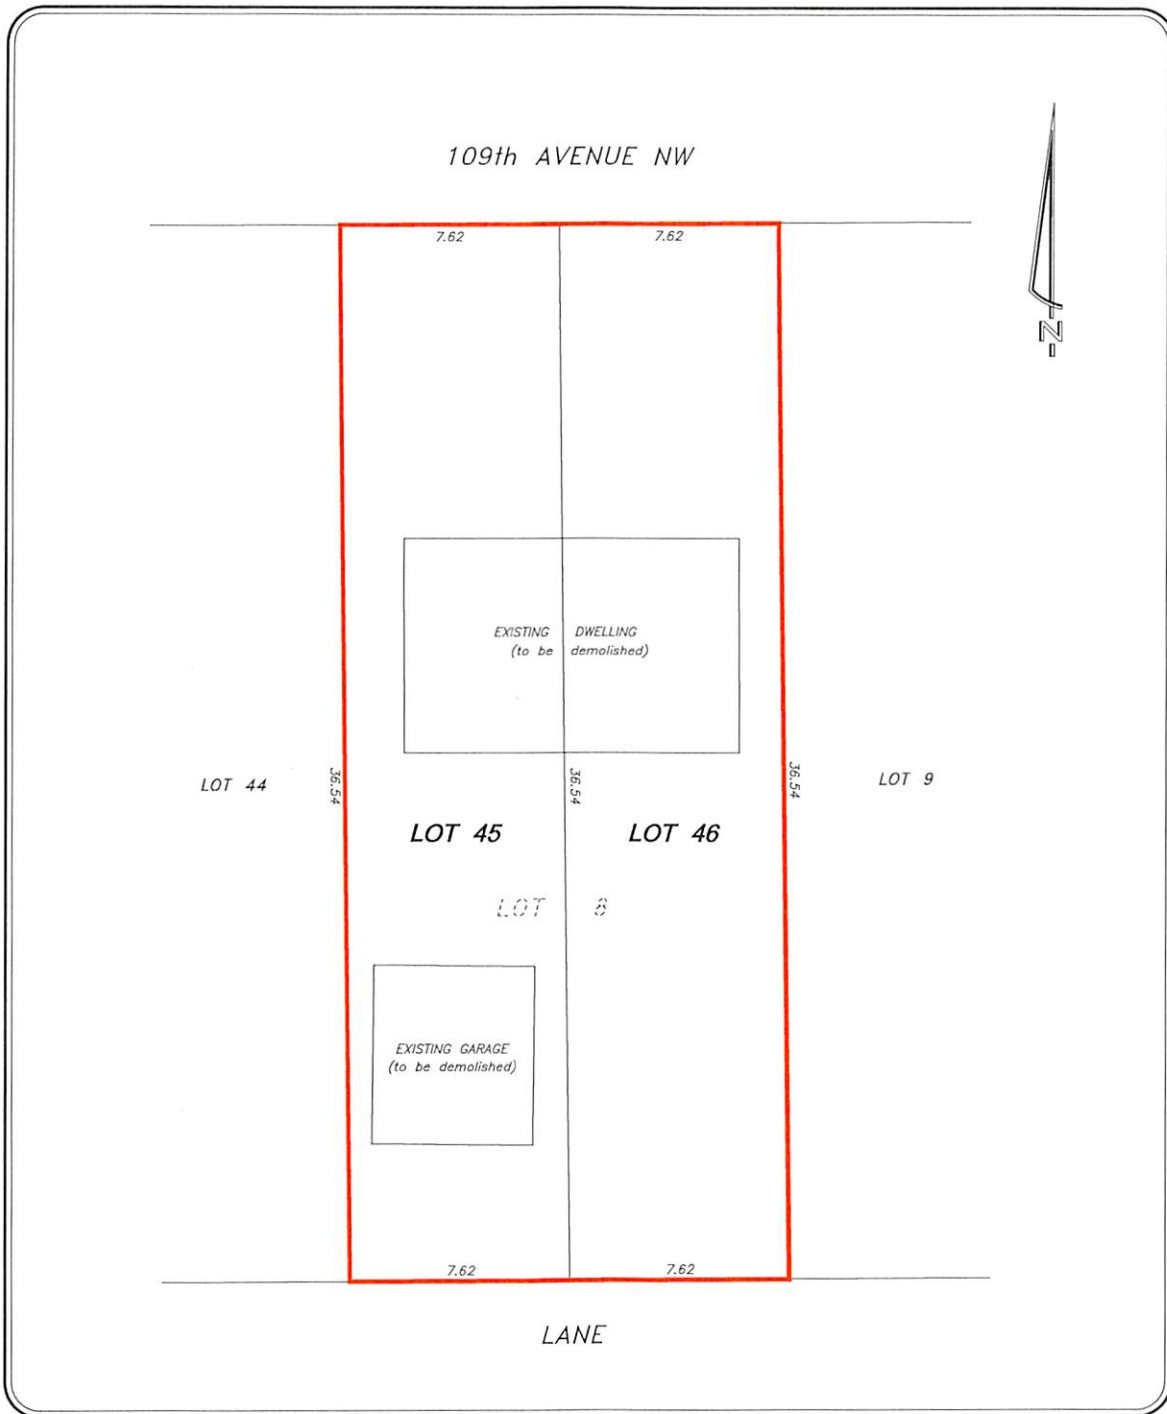 109th AVENUE NW
7.62 7.62
N
EXISTING DWELLING
(to be demolished)
LOT 44
36.54
36.54
36.54
LOT 9
LOT 45
LOT 46
LOT 8
EXISTING GARAGE
(to be demolished)
7.62 7.62
LANE